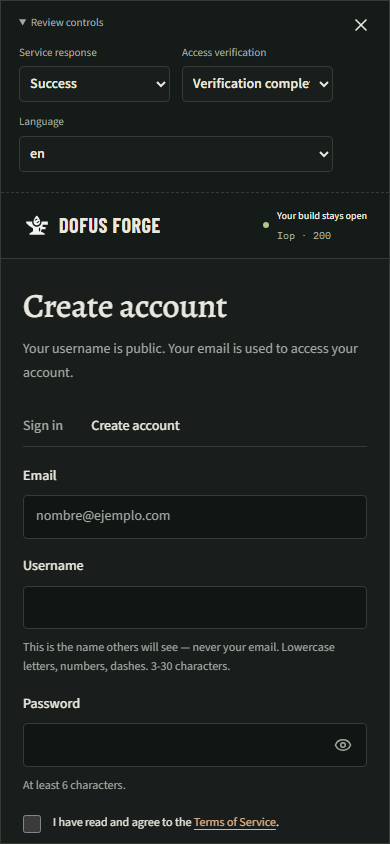 ▼ Review controls
Service response
Access verification
Success
Verification complet
Language
en
DOFUS FORGE
Your build stays open
Iop · 200
Create account
Your username is public. Your email is used to access your
account.
Sign in
Create account
Email
nombre@ejemplo.com
Username
This is the name others will see — never your email. Lowercase
letters, numbers, dashes. 3-30 characters.
Password
At least 6 characters.
I have read and agree to the Terms of Service.